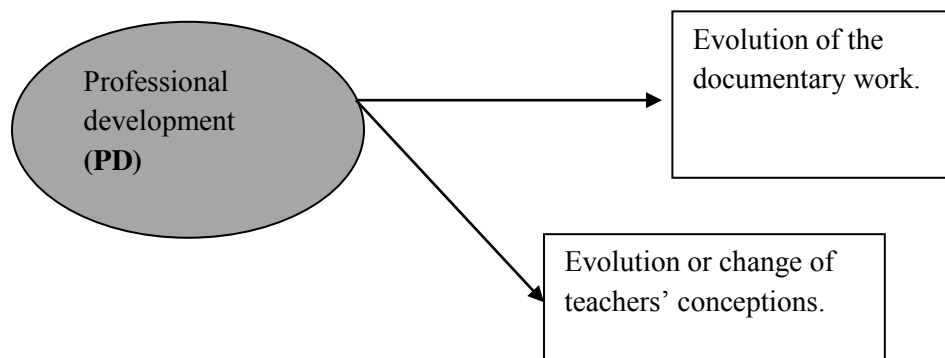 Professional
development
(PD)
Evolution of the
documentary work.
Evolution or change of
teachers’ conceptions.